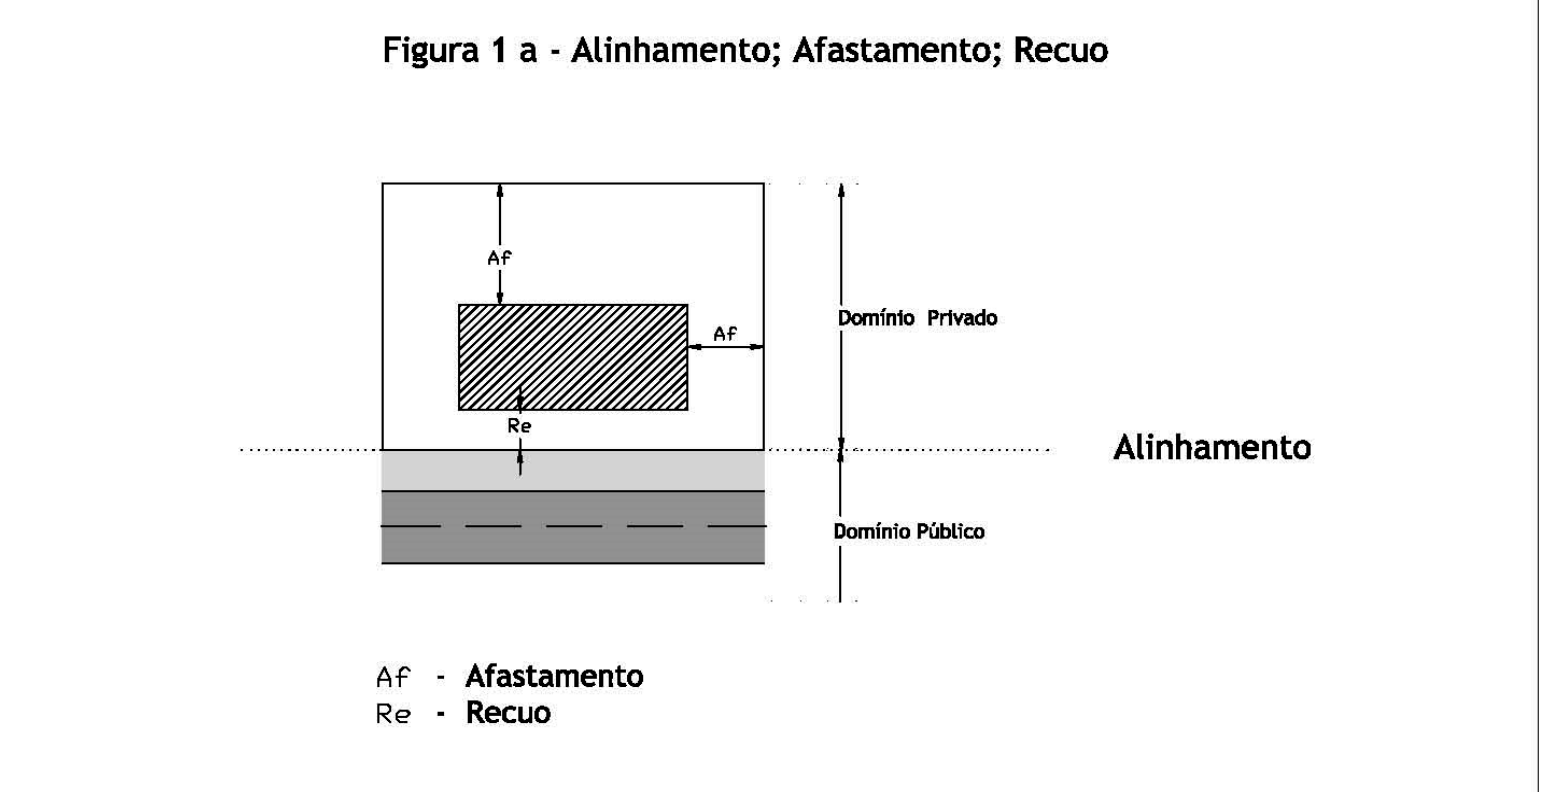 Figura 1 a - Alinhamento; Afastamento; Recuo
Af
Domínio Privado
Af
Re
Alinhamento
Domínio Público
Af - Afastamento
Re - Recuo